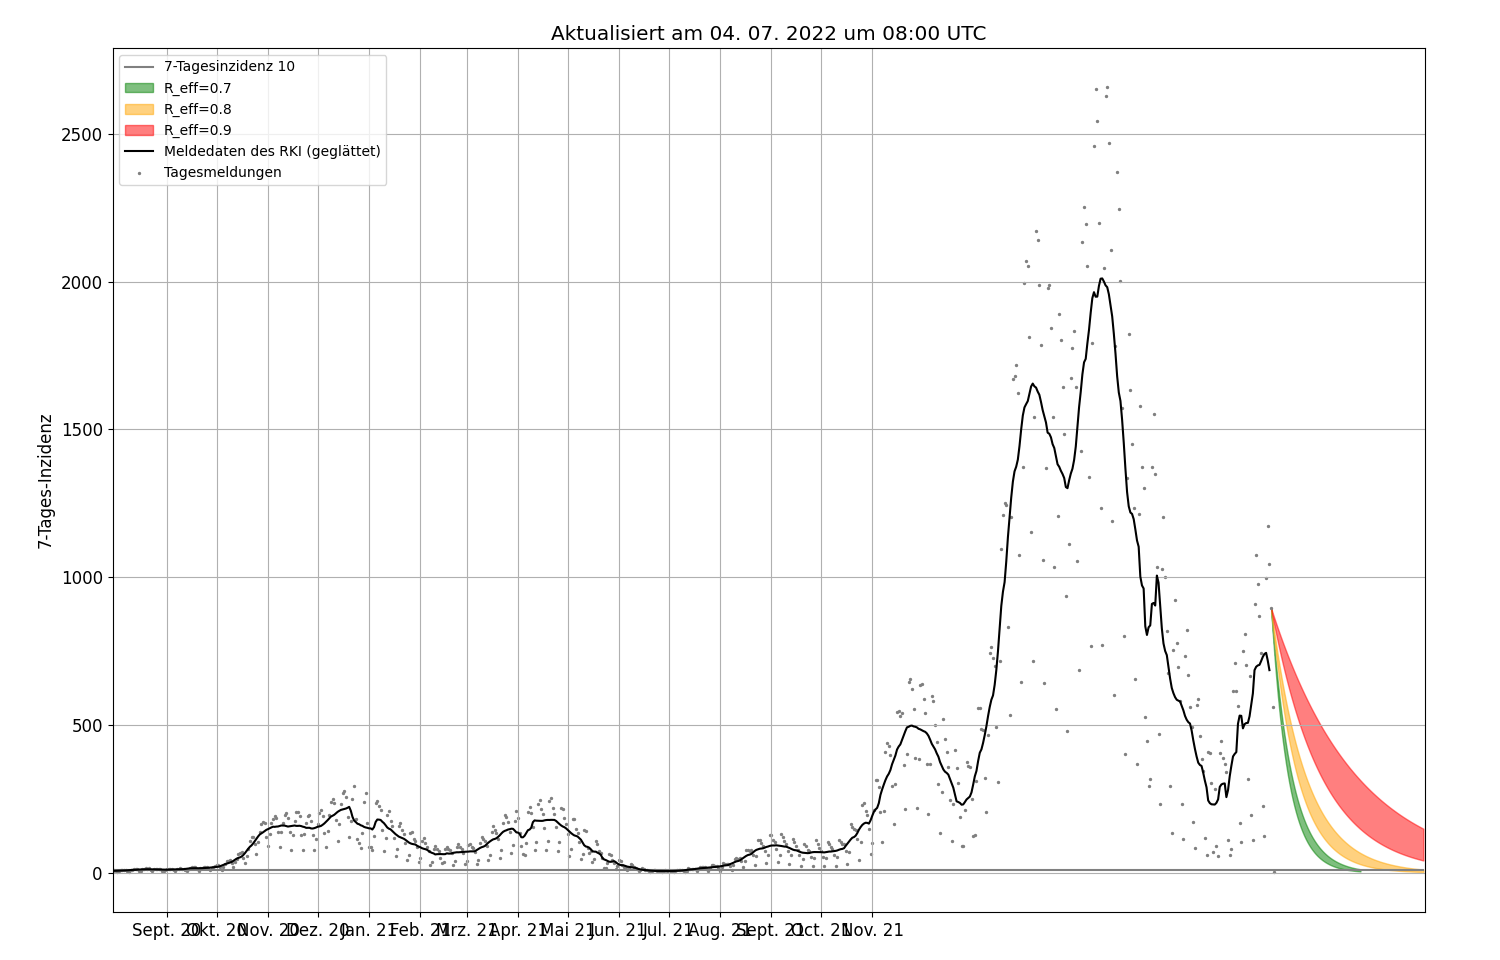 Aktualisiert am 04. 07. 2022 um 08:00 UTC
7-Tagesinzidenz 10
R_eff=0.7
R_eff=0.8
R_eff=0.9
Meldedaten des RKI (geglättet)
Tagesmeldungen
7-Tages-Inzidenz
2500
2000
1500
1000
500
0
Sept. 20 Okt. 20 Nov. 20 Dez. 20 Jan. 21 Feb. 21 Mrz. 21 Apr. 21 Mai 21 Jun. 21 Jul. 21 Aug. 21 Sept. 21 Oct. 21 Nov. 21